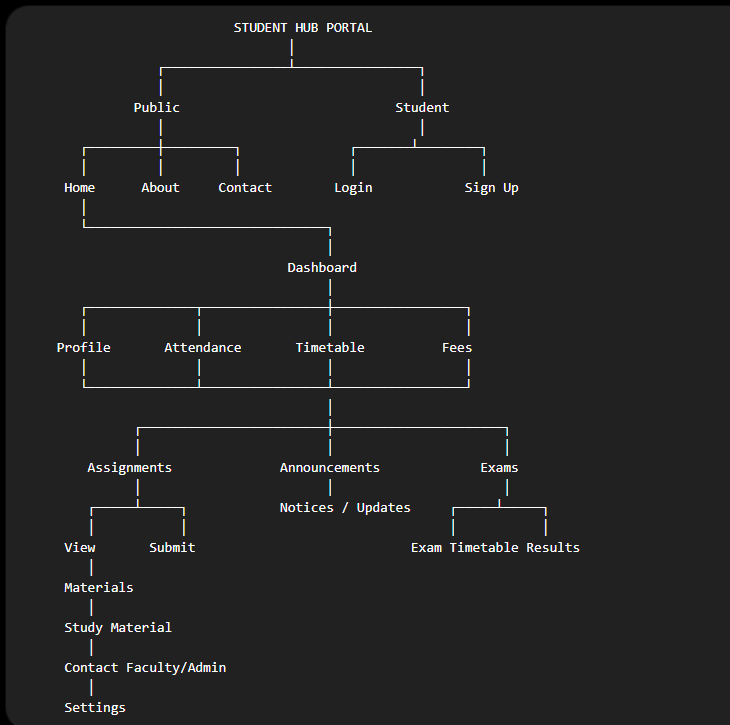 STUDENT HUB PORTAL
Public Student
Home About Contact Login Sign Up
Dashboard
Profile Attendance Timetable Fees
Assignments Announcements Exams
Notices / Updates
View Submit Exam Timetable Results
Materials
Study Material
Contact Faculty/Admin
Settings